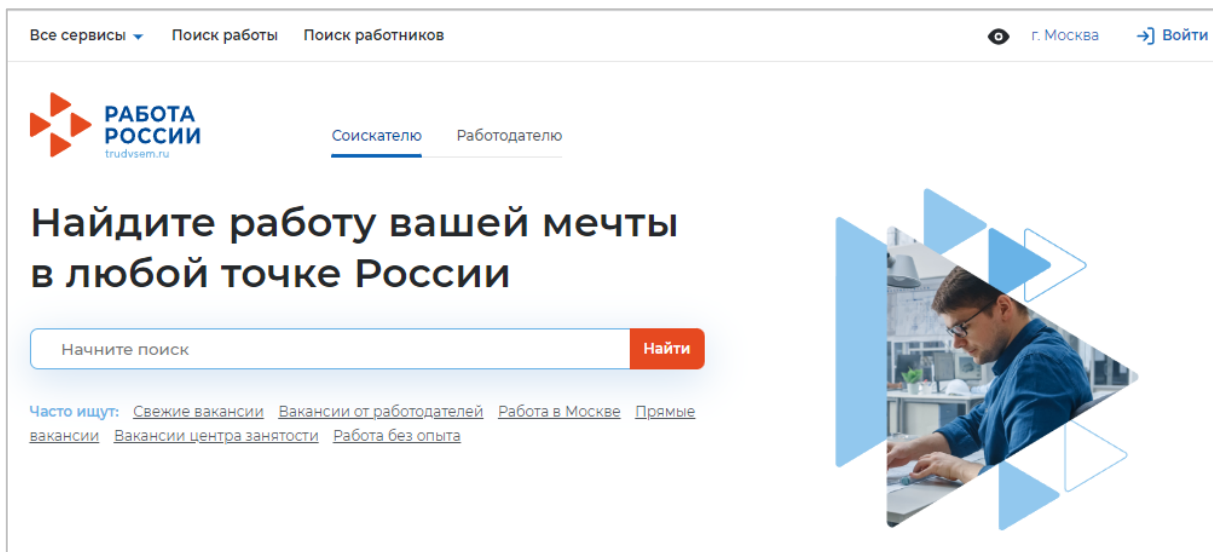 Все сервисы Поиск работы Поиск работников г. Москва Войти
РАБОТА
РОССИИ
trudvsem.ru
Соискателю Работодателю
Найдите работу вашей мечты
в любой точке России
Начните поиск Найти
Часто ищут: Свежие вакансии Вакансии от работодателей Работа в Москве Прямые
вакансии Вакансии центра занятости Работа без опыта